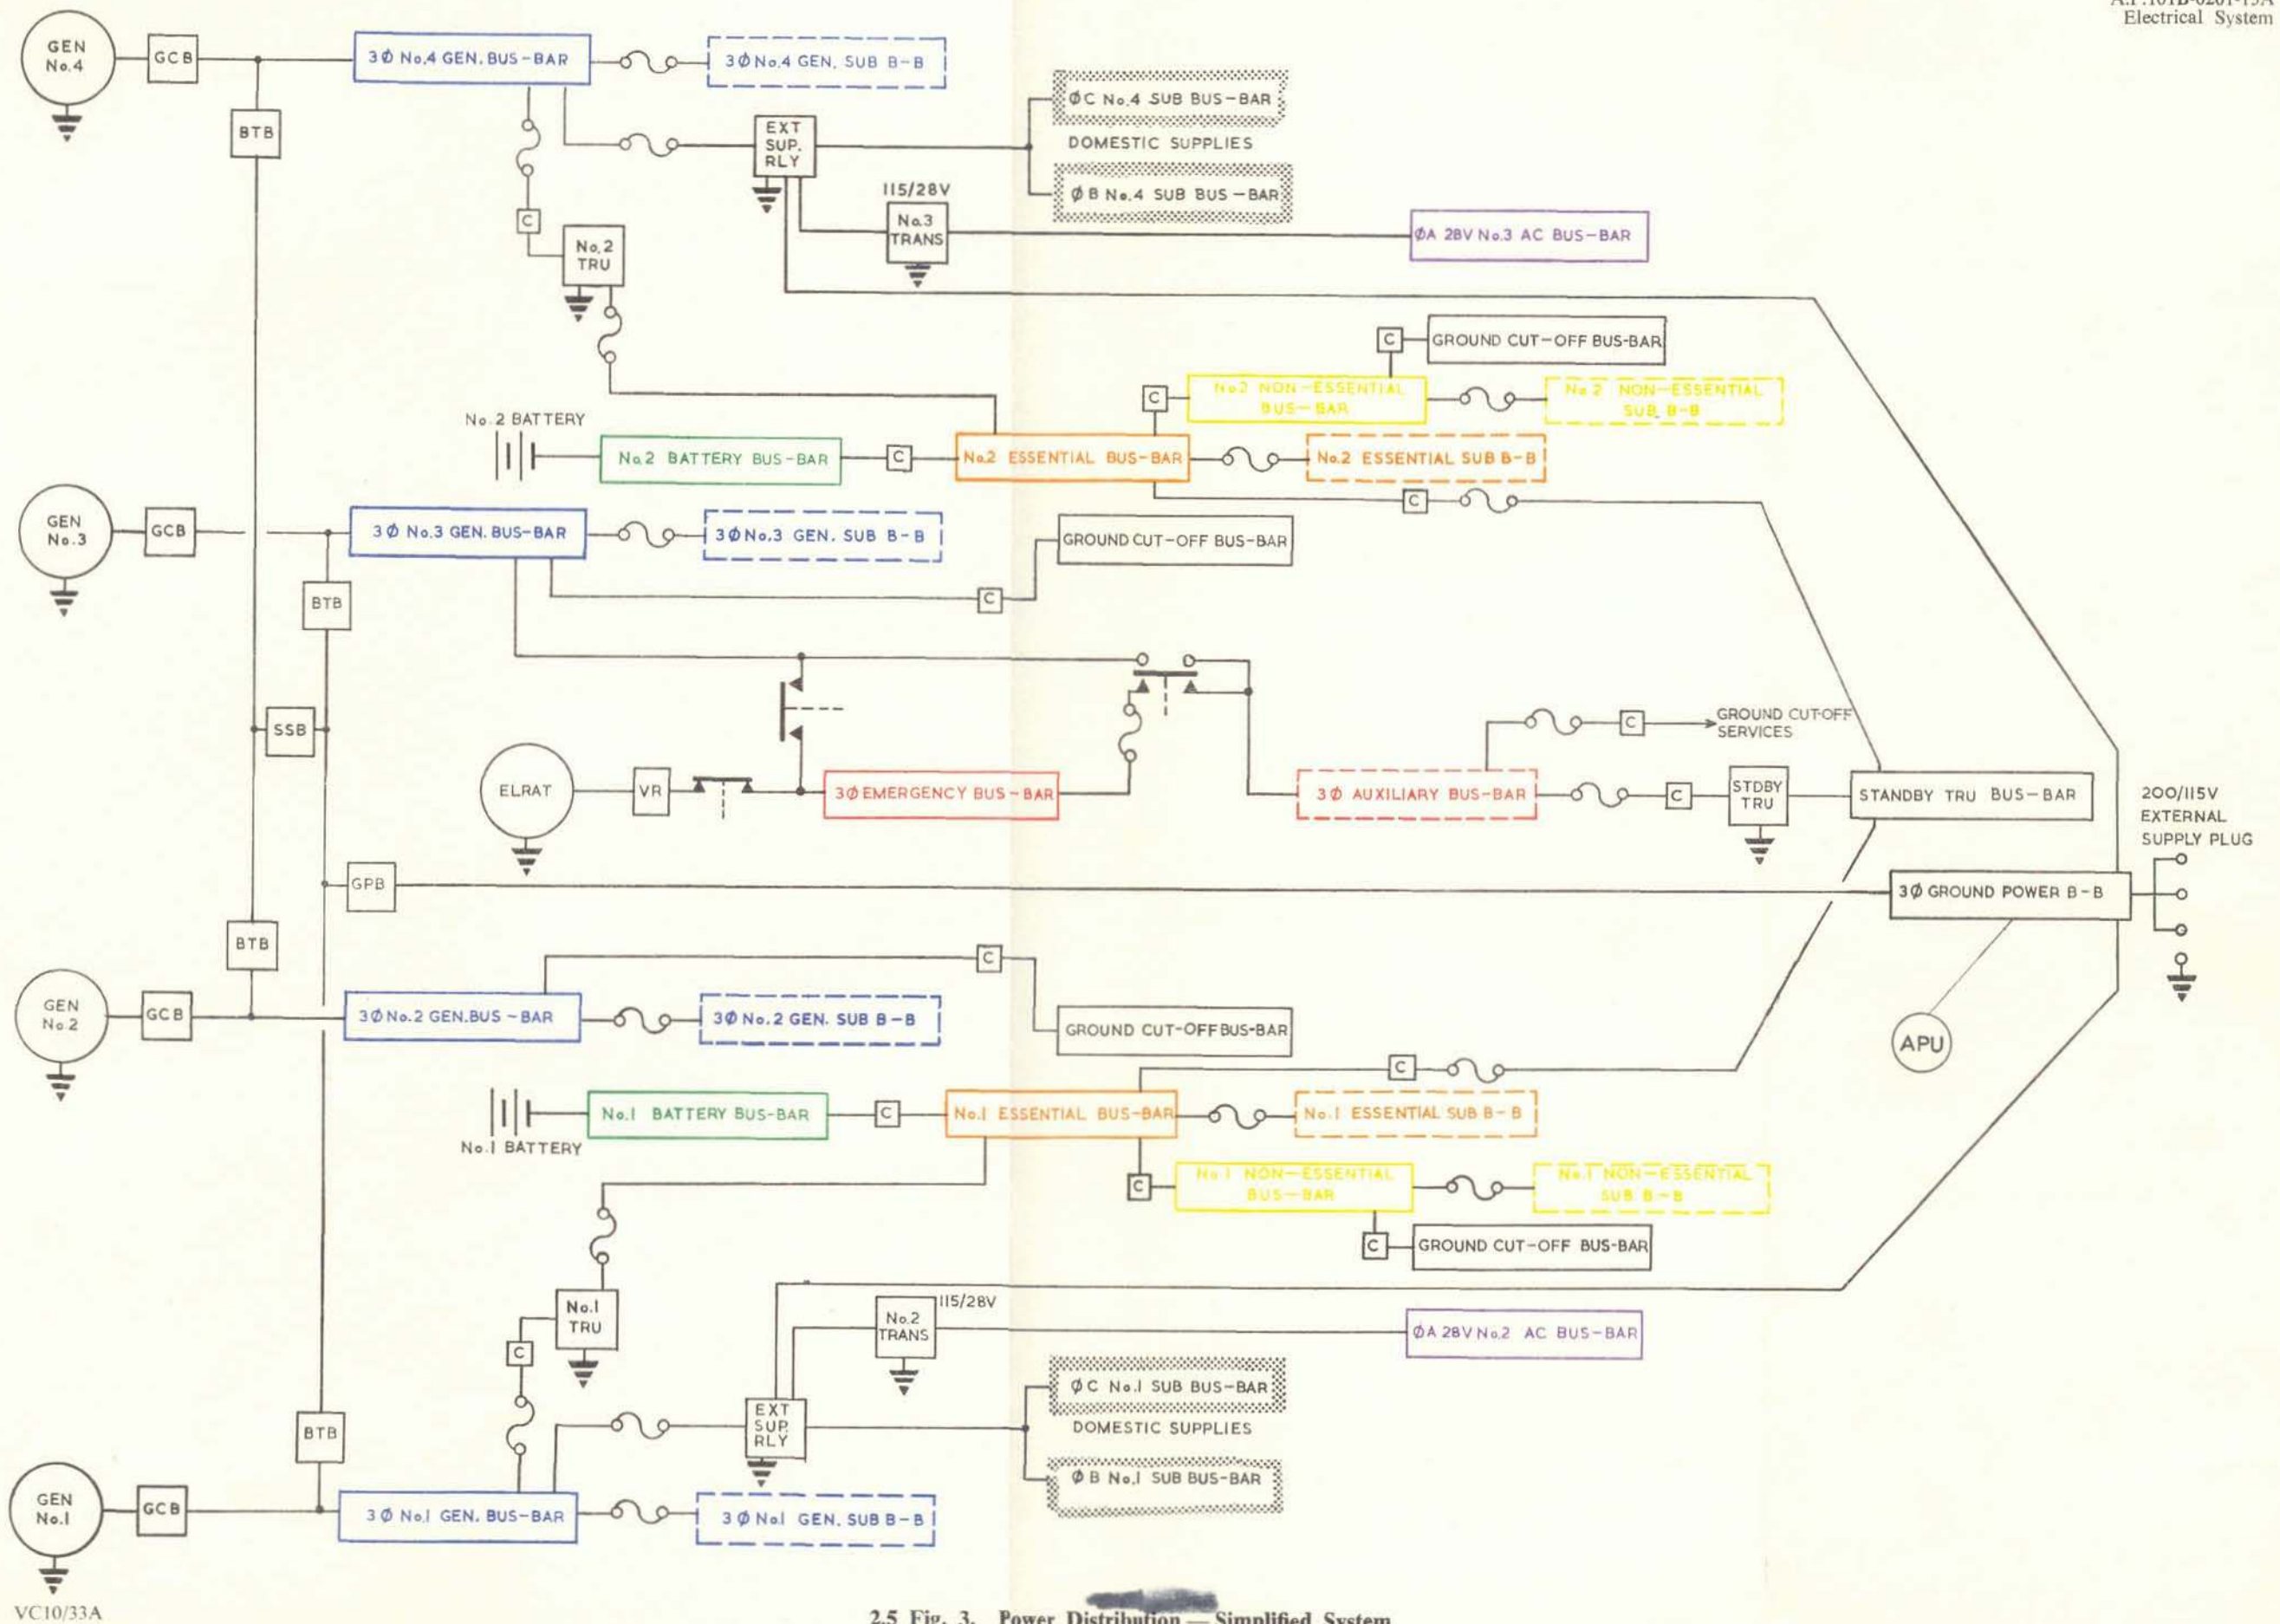 Electrical System
GEN
No.4
GCB
3Ø No.4 GEN. BUS-BAR
3Ø No.4 GEN. SUB B-B
BTB
EXT
SUP.
RLY
ØC No.4 SUB BUS-BAR
DOMESTIC SUPPLIES
ØB No.4 SUB BUS-BAR
115/28V
No.3
TRANS
ØA 28V No.3 AC BUS-BAR
C
No.2
TRU
C
GROUND CUT-OFF BUS-BAR
C
No.2 NON-ESSENTIAL
BUS-BAR
No.2 NON-ESSENTIAL
SUB B-B
No.2 BATTERY
No.2 BATTERY BUS-BAR
C
No.2 ESSENTIAL BUS-BAR
No.2 ESSENTIAL SUB B-B
C
GEN
No.3
GCB
3Ø No.3 GEN. BUS-BAR
3Ø No.3 GEN. SUB B-B
GROUND CUT-OFF BUS-BAR
BTB
C
SSB
GROUND CUT-OFF
SERVICES
C
ELRAT
VR
3Ø EMERGENCY BUS-BAR
3Ø AUXILIARY BUS-BAR
C
STDBY
TRU
STANDBY TRU BUS-BAR
200/115V
EXTERNAL
SUPPLY PLUG
GPB
3Ø GROUND POWER B-B
BTB
C
GEN
No.2
GCB
3Ø No.2 GEN. BUS-BAR
3Ø No.2 GEN. SUB B-B
GROUND CUT-OFF BUS-BAR
APU
C
No.1 BATTERY BUS-BAR
C
No.1 ESSENTIAL BUS-BAR
No.1 ESSENTIAL SUB B-B
No.1 BATTERY
C
No.1 NON-ESSENTIAL
BUS-BAR
No.1 NON-ESSENTIAL
SUB B-B
C
GROUND CUT-OFF BUS-BAR
No.1
TRU
115/28V
No.2
TRANS
ØA 28V No.2 AC BUS-BAR
C
EXT
SUP.
RLY
ØC No.1 SUB BUS-BAR
DOMESTIC SUPPLIES
ØB No.1 SUB BUS-BAR
BTB
GEN
No.1
GCB
3Ø No.1 GEN. BUS-BAR
3Ø No.1 GEN. SUB B-B
VC10/33A
2.5 Fig. 3. Power Distribution — Simplified System